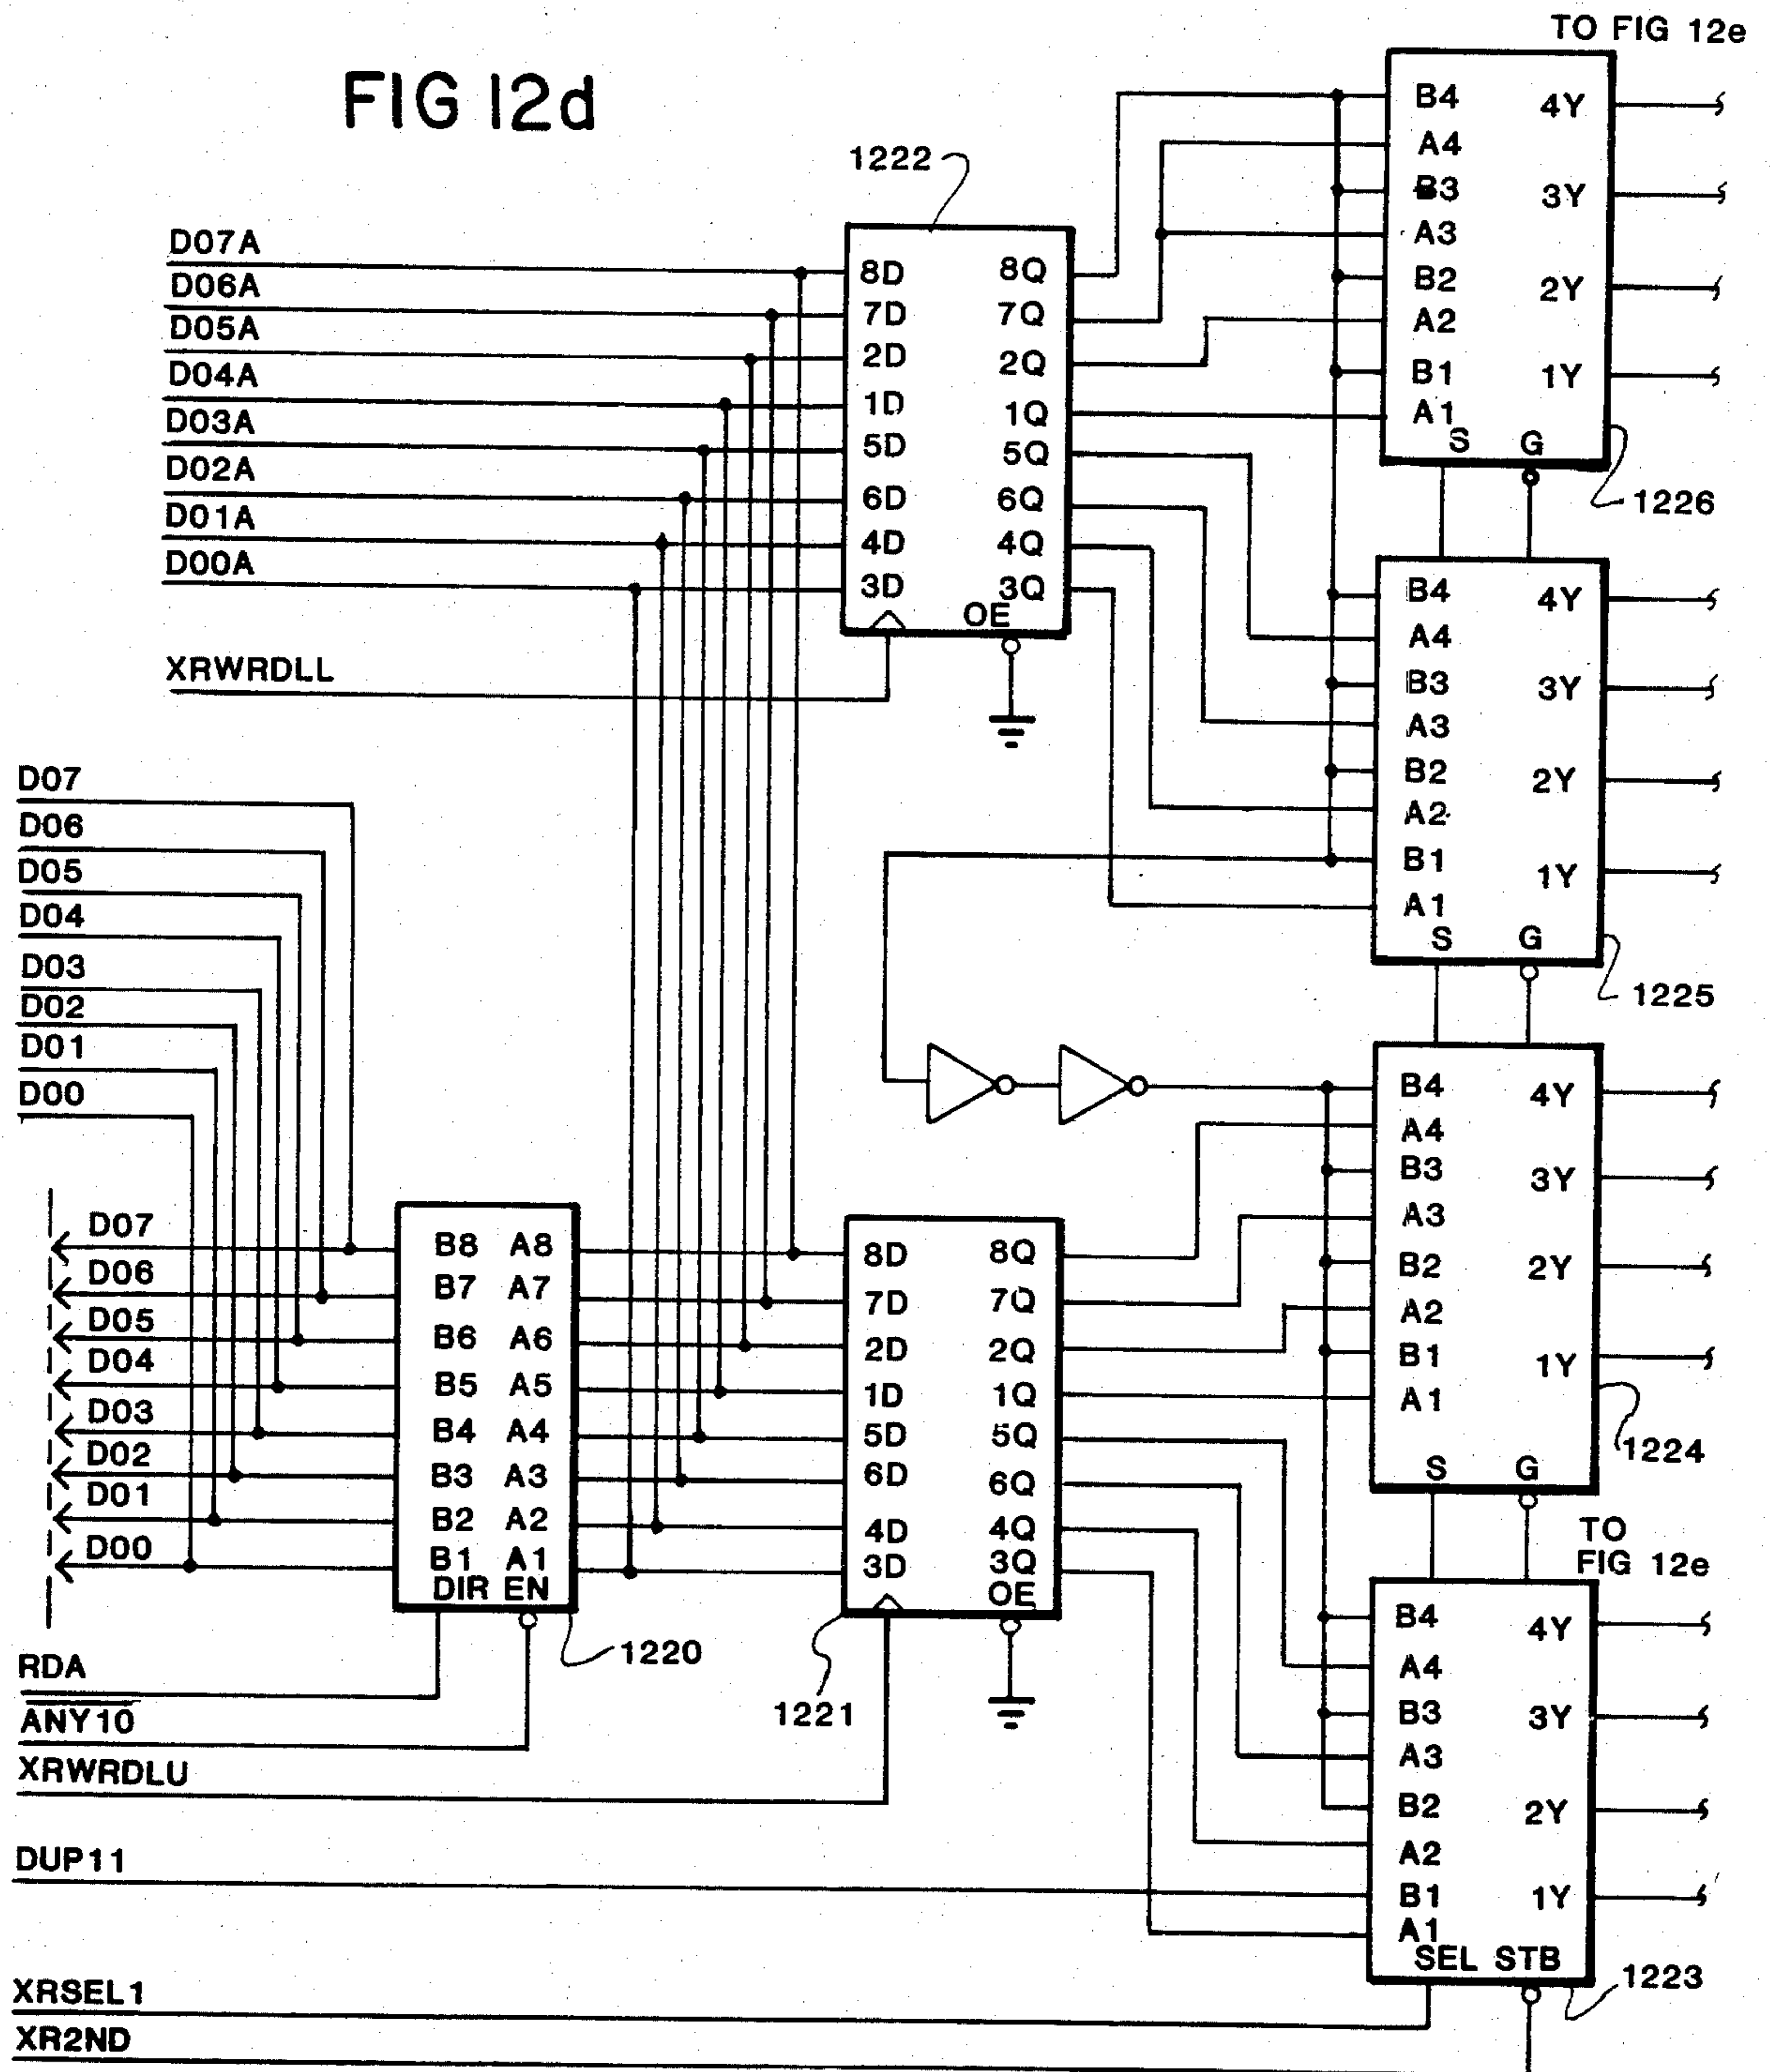 TO FIG 12e
FIG 12d
1222
B4 4Y
A4
B3 3Y
A3
B2 2Y
A2
B1 1Y
A1
S G
1226
D07A
D06A
D05A
D04A
D03A
D02A
D01A
D00A
XRWRDLL
8D 8Q
7D 7Q
2D 2Q
1D 1Q
5D 5Q
6D 6Q
4D 4Q
3D 3Q
OE
B4 4Y
A4
B3 3Y
A3
B2 2Y
A2
B1 1Y
A1
S G
1225
D07
D06
D05
D04
D03
D02
D01
D00
B4 4Y
A4
B3 3Y
A3
B2 2Y
A2
B1 1Y
A1
S G
1224
D07
D06
D05
D04
D03
D02
D01
D00
B8 A8
B7 A7
B6 A6
B5 A5
B4 A4
B3 A3
B2 A2
B1 A1
DIR EN
1220
8D 8Q
7D 7Q
2D 2Q
1D 1Q
5D 5Q
6D 6Q
4D 4Q
3D 3Q
OE
1221
TO
FIG 12e
B4 4Y
A4
B3 3Y
A3
B2 2Y
A2
B1 1Y
A1
SEL STB
1223
RDA
ANY10
XRWRDLU
DUP11
XRSEL1
XR2ND